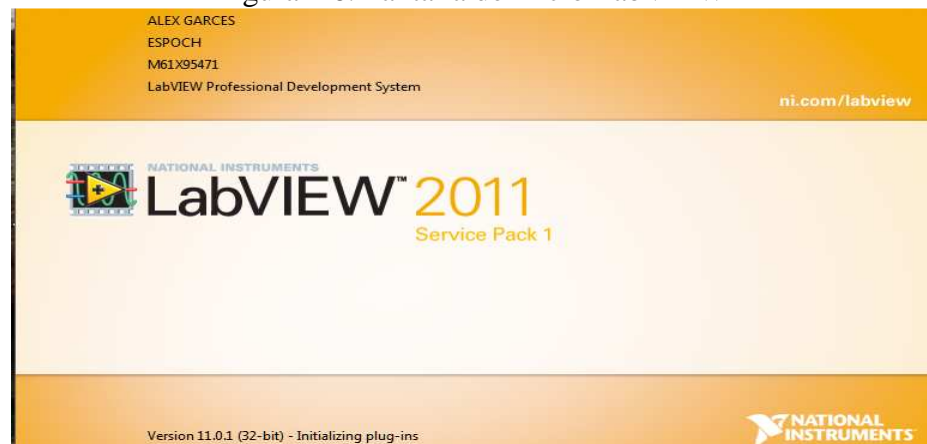 ALEX GARCES
ESPOCH
M61X95471
LabVIEW Professional Development System
ni.com/labview
NATIONAL INSTRUMENTS
LabVIEW™ 2011
Service Pack 1
Version 11.0.1 (32-bit) - Initializing plug-ins
NATIONAL
INSTRUMENTS